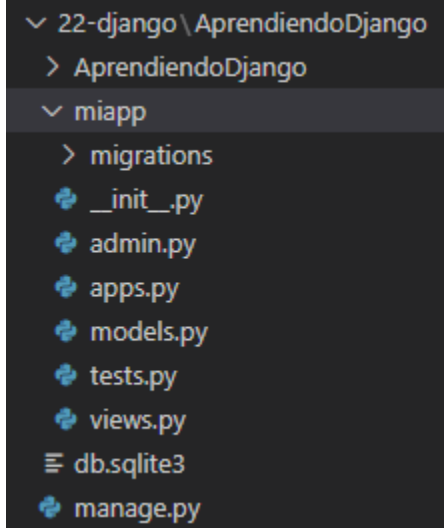 22-django\AprendiendoDjango
AprendiendoDjango
miapp
migrations
__init__.py
admin.py
apps.py
models.py
tests.py
views.py
db.sqlite3
manage.py